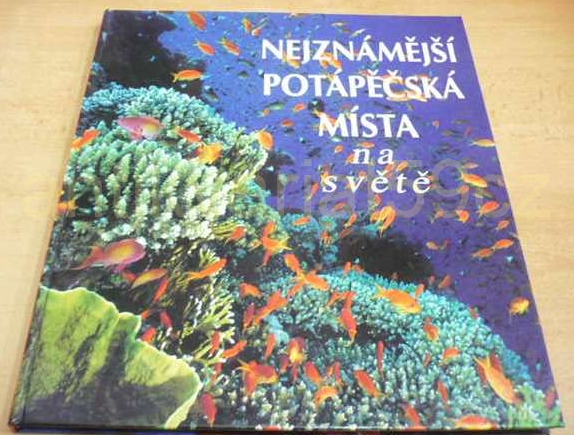 NEJZNÁMĚJŠÍ
POTÁPĚČSKÁ
MÍSTA
na
světě